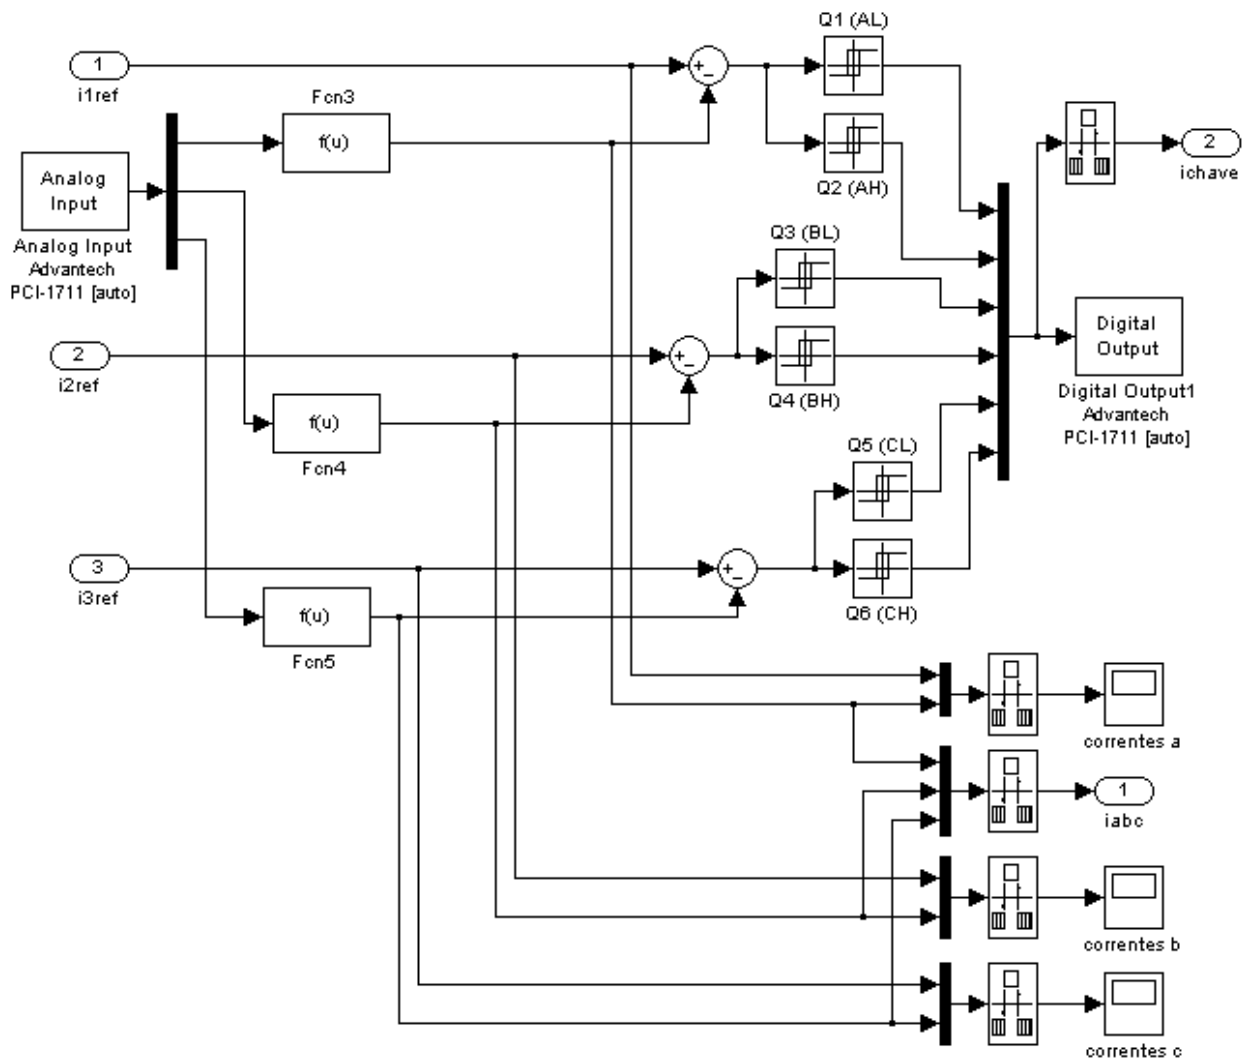 Q1 (AL)
1
i1ref
Fcn3
f(u)
Q2 (AH)
2
ichave
Analog
Input
Analog Input
Advantech
PCI-1711 [auto]
Q3 (BL)
2
i2ref
Q4 (BH)
Digital
Output
Digital Output1
Advantech
PCI-1711 [auto]
f(u)
Fcn4
Q5 (CL)
3
i3ref
Q6 (CH)
f(u)
Fcn5
correntes a
1
iabc
correntes b
correntes c
+
−
+
−
+
−